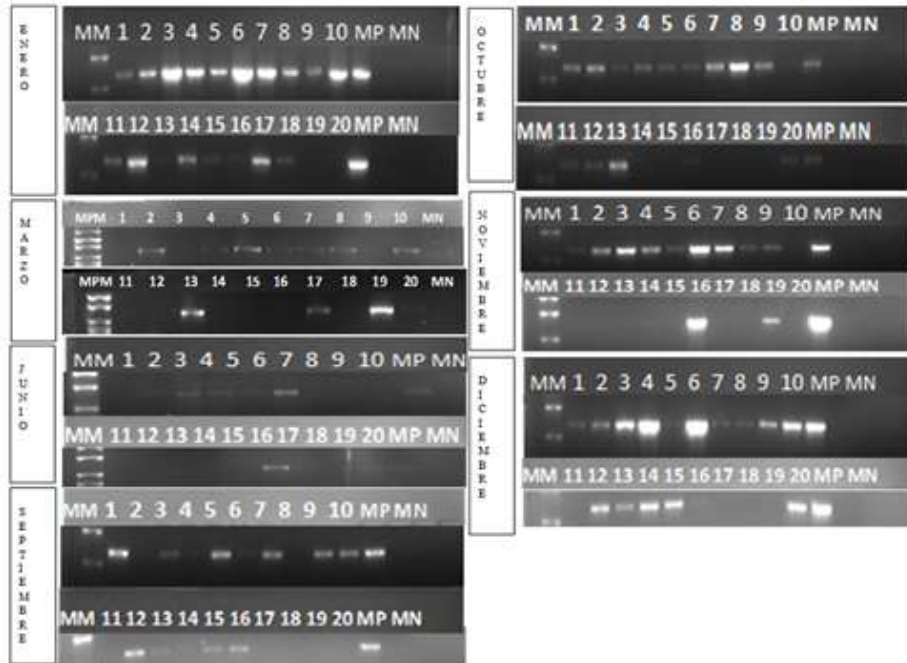 ENERO
MM 1 2 3 4 5 6 7 8 9 10 MP MN
MM 11 12 13 14 15 16 17 18 19 20 MP MN
MARZO
MPM 1 2 3 4 5 6 7 8 9 10 MN
MPM 11 12 13 14 15 16 17 18 19 20 MN
JUNIO
MM 1 2 3 4 5 6 7 8 9 10 MP MN
MM 11 12 13 14 15 16 17 18 19 20 MP MN
SEPTIEMBRE
MM 1 2 3 4 5 6 7 8 9 10 MP MN
MM 11 12 13 14 15 16 17 18 19 20 MP MN
OCTUBRE
MM 1 2 3 4 5 6 7 8 9 10 MP MN
MM 11 12 13 14 15 16 17 18 19 20 MP MN
NOVIEMBRE
MM 1 2 3 4 5 6 7 8 9 10 MP MN
MM 11 12 13 14 15 16 17 18 19 20 MP MN
DICIEMBRE
MM 1 2 3 4 6 7 8 9 10 MP MN
MM 11 12 13 14 15 16 17 18 19 20 MP MN